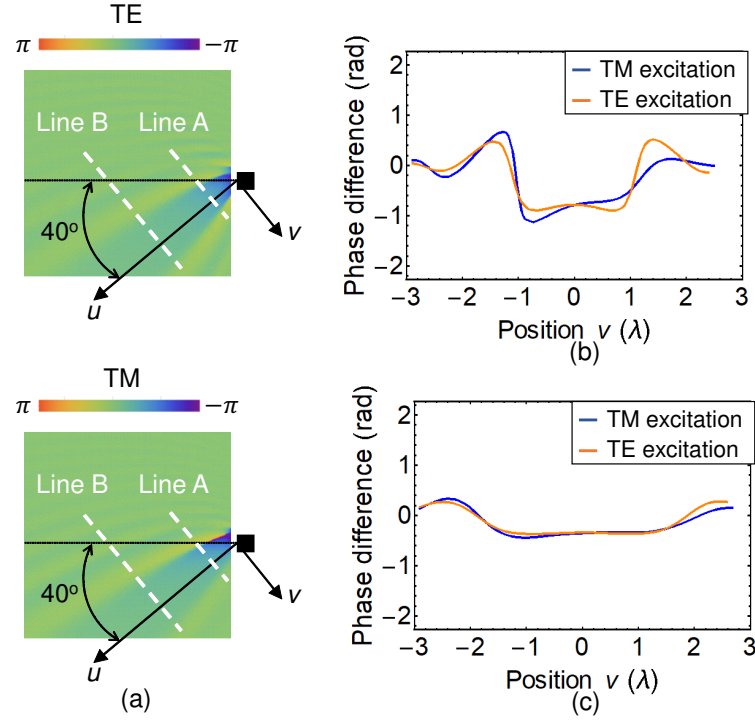 TE
π −π
Line B Line A
40º
v
u
TM
π −π
Line B Line A
40º
v
u
(a)
Phase difference (rad)
2
1
0
−1
−2
TM excitation
TE excitation
−3 −2 −1 0 1 2 3
Position v (λ)
(b)
Phase difference (rad)
2
1
0
−1
−2
TM excitation
TE excitation
−3 −2 −1 0 1 2 3
Position v (λ)
(c)